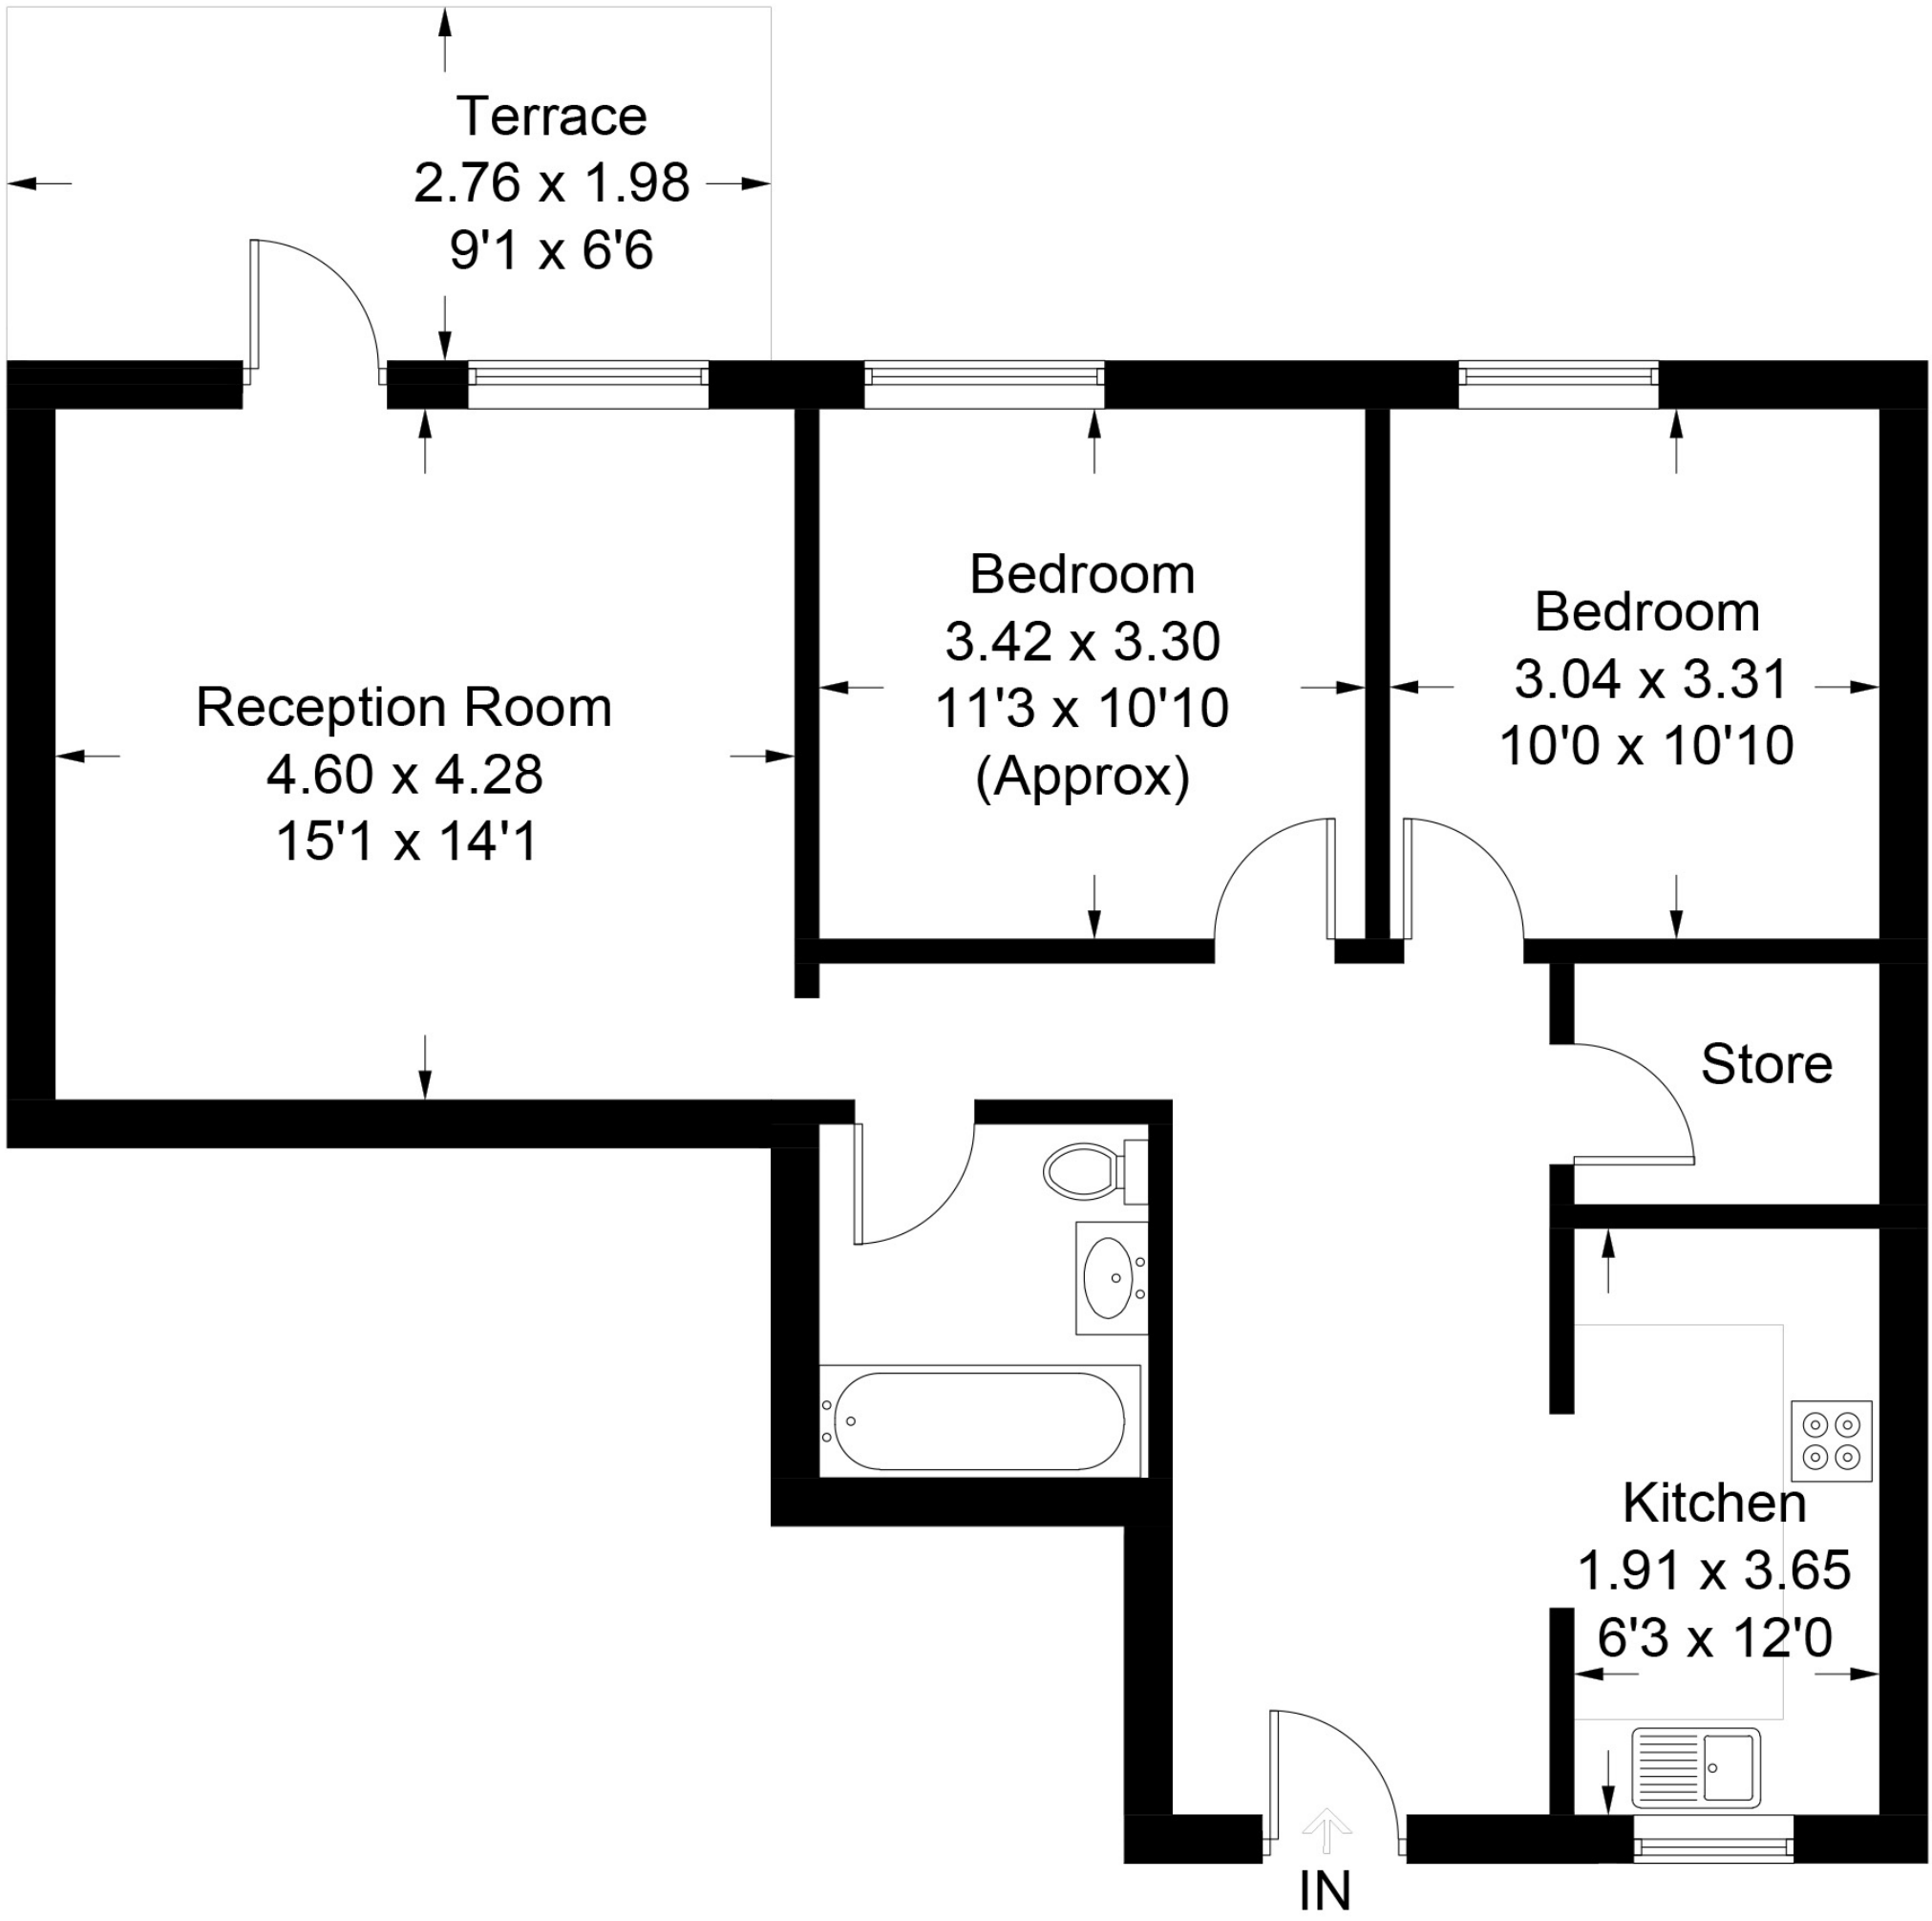 Terrace
2.76 x 1.98
9'1 x 6'6
Reception Room
4.60 x 4.28
15'1 x 14'1
Bedroom
3.42 x 3.30
11'3 x 10'10
(Approx)
Bedroom
3.04 x 3.31
10'0 x 10'10
Store
Kitchen
1.91 x 3.65
6'3 x 12'0
IN